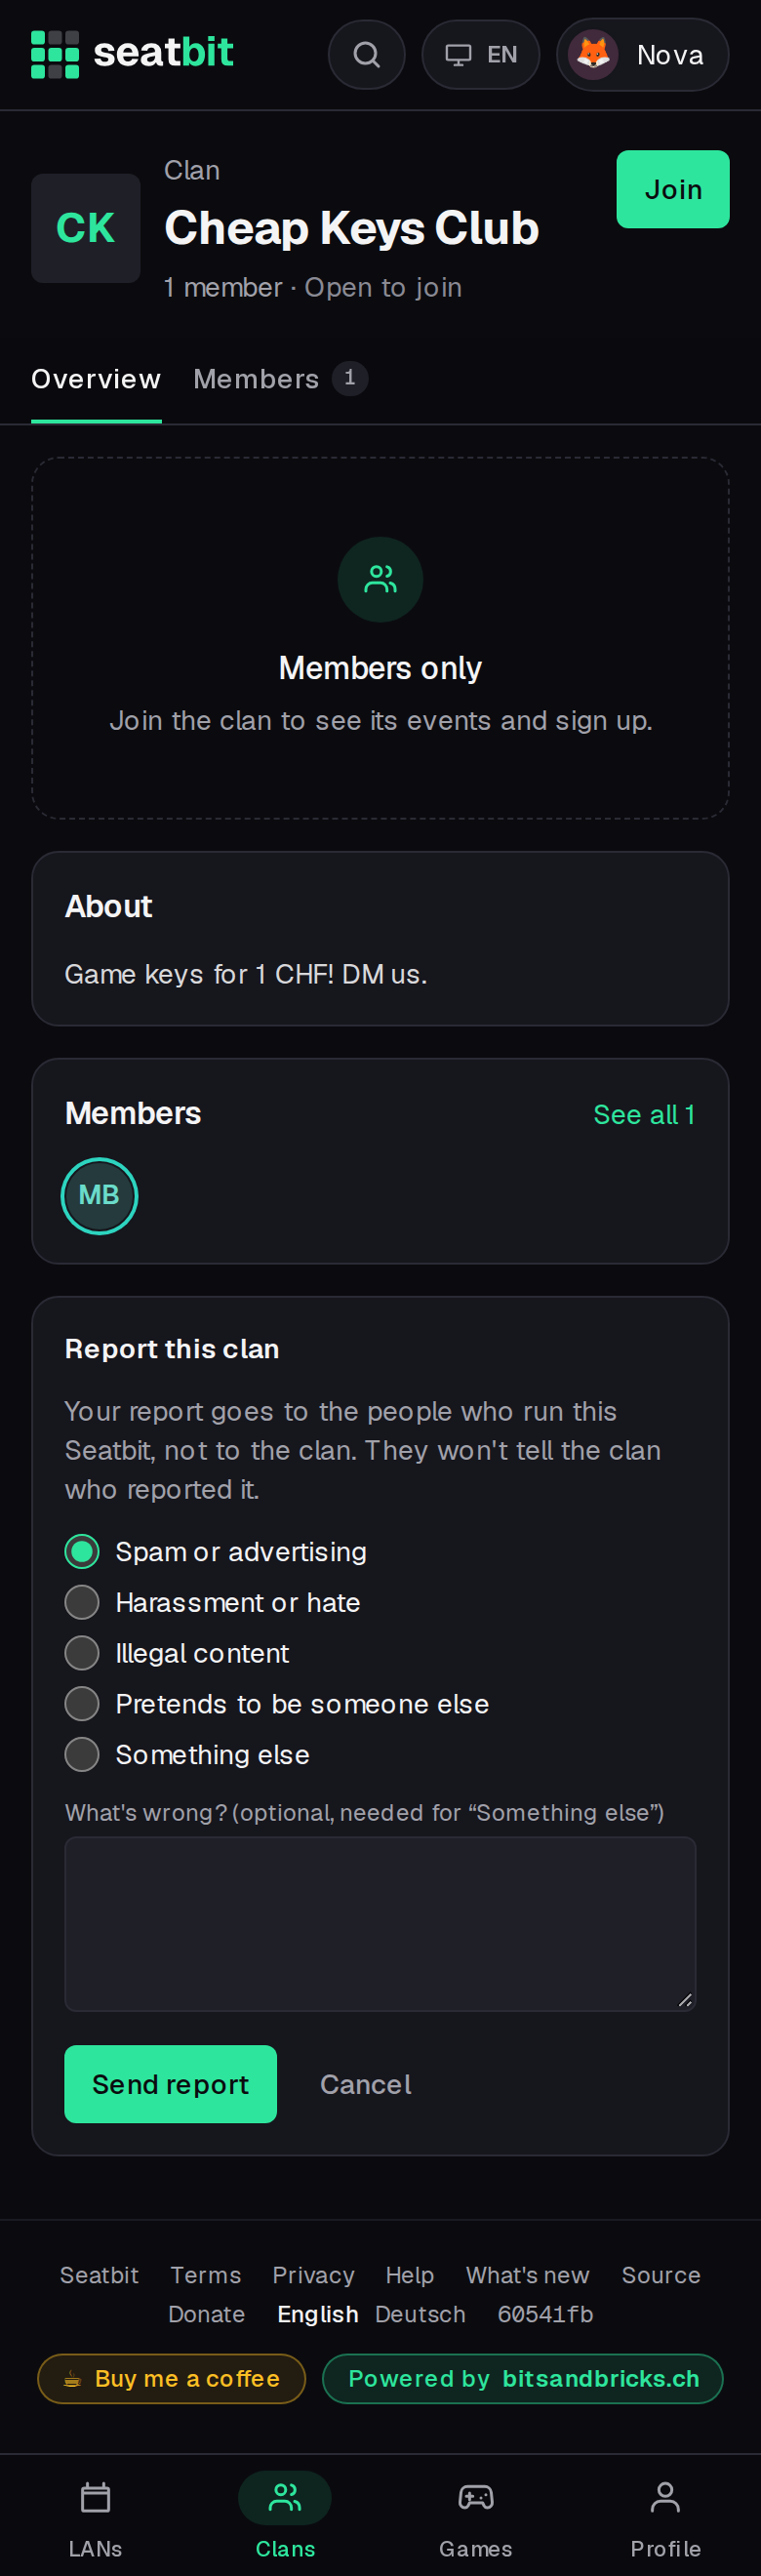 seatbit
EN
Nova
CK
Clan
Cheap Keys Club
1 member · Open to join
Join
Overview
Members 1
Members only
Join the clan to see its events and sign up.
About
Game keys for 1 CHF! DM us.
Members
See all 1
MB
Report this clan
Your report goes to the people who run this
Seatbit, not to the clan. They won't tell the clan
who reported it.
Spam or advertising
Harassment or hate
Illegal content
Pretends to be someone else
Something else
What's wrong? (optional, needed for “Something else”)
Send report
Cancel
Seatbit Terms Privacy Help What's new Source
Donate English Deutsch 60541fb
Buy me a coffee
Powered by bitsandbricks.ch
LANs
Clans
Games
Profile